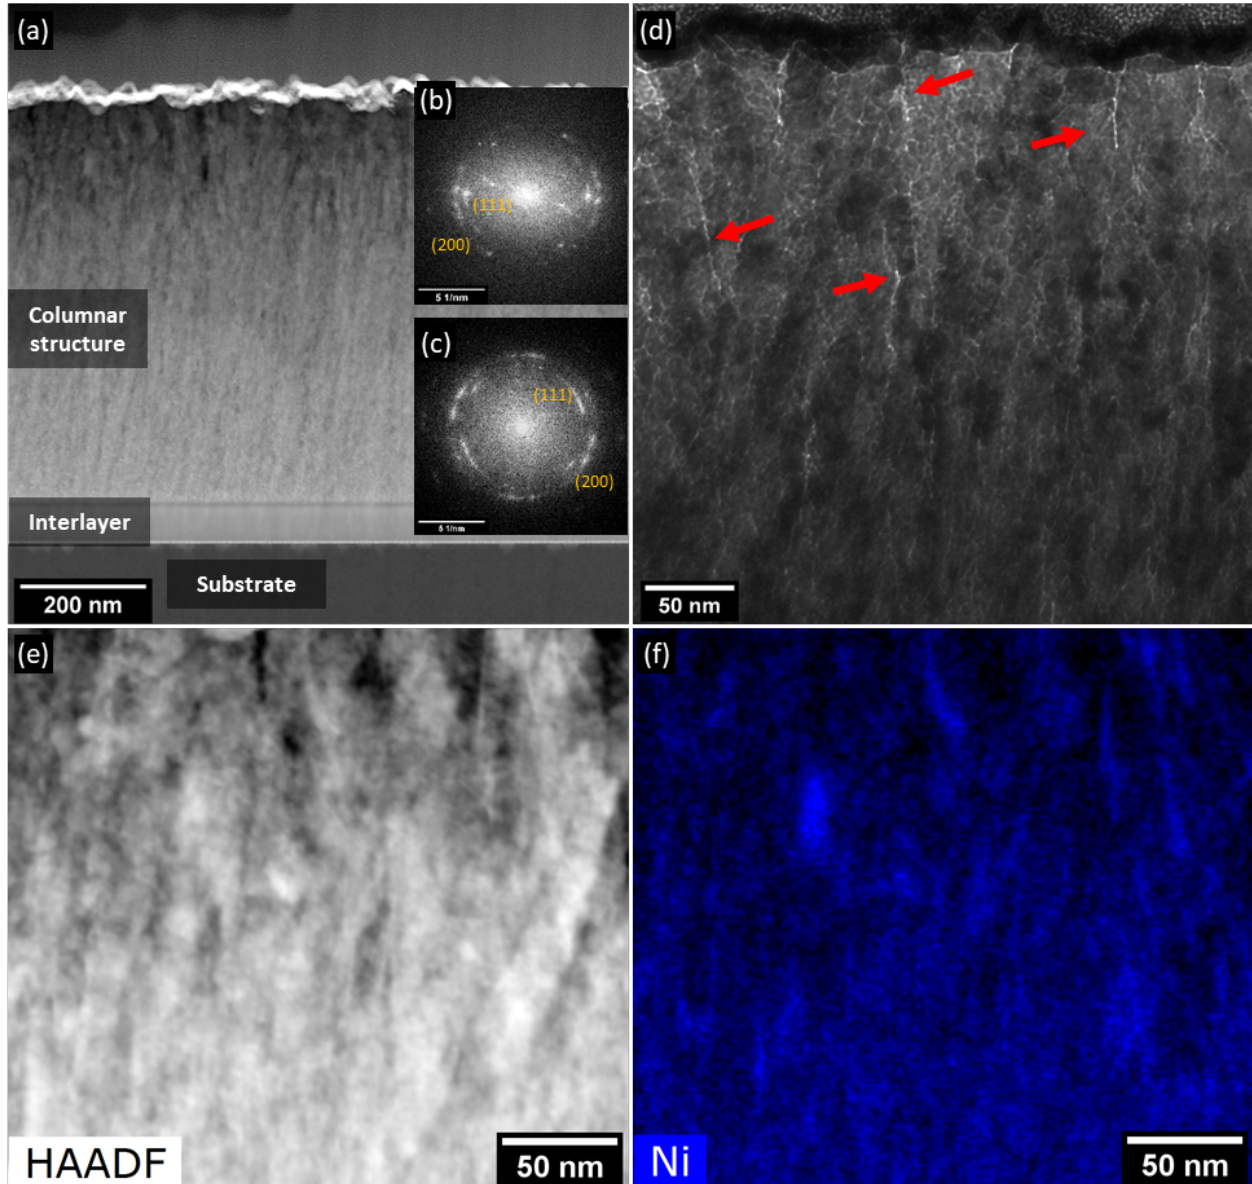 (a)
(b)
(111)
(200)
5 1/nm
(c)
(111)
(200)
5 1/nm
Columnar
structure
Interlayer
Substrate
200 nm
(d)
50 nm
(e)
HAADF
50 nm
(f)
Ni
50 nm